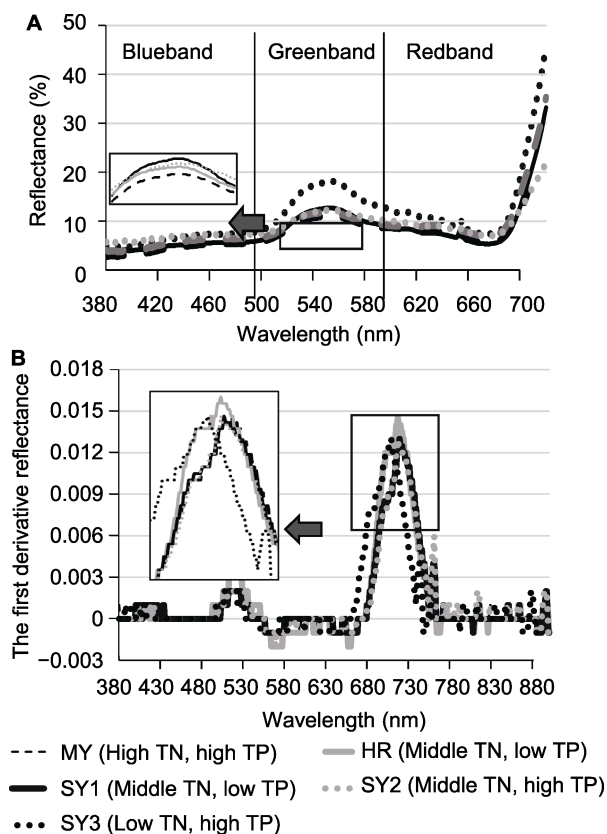 A
50
Blueband Greenband Redband
40
30
20
10
0
Reflectance (%)
380 420 460 500 540 580 620 660 700
Wavelength (nm)
B
0.018
0.015
0.012
0.009
0.006
0.003
0
−0.003
The first derivative reflectance
380 430 480 530 580 630 680 730 780 830 880
Wavelength (nm)
MY (High TN, high TP) HR (Middle TN, low TP)
SY1 (Middle TN, low TP) SY2 (Middle TN, high TP)
SY3 (Low TN, high TP)